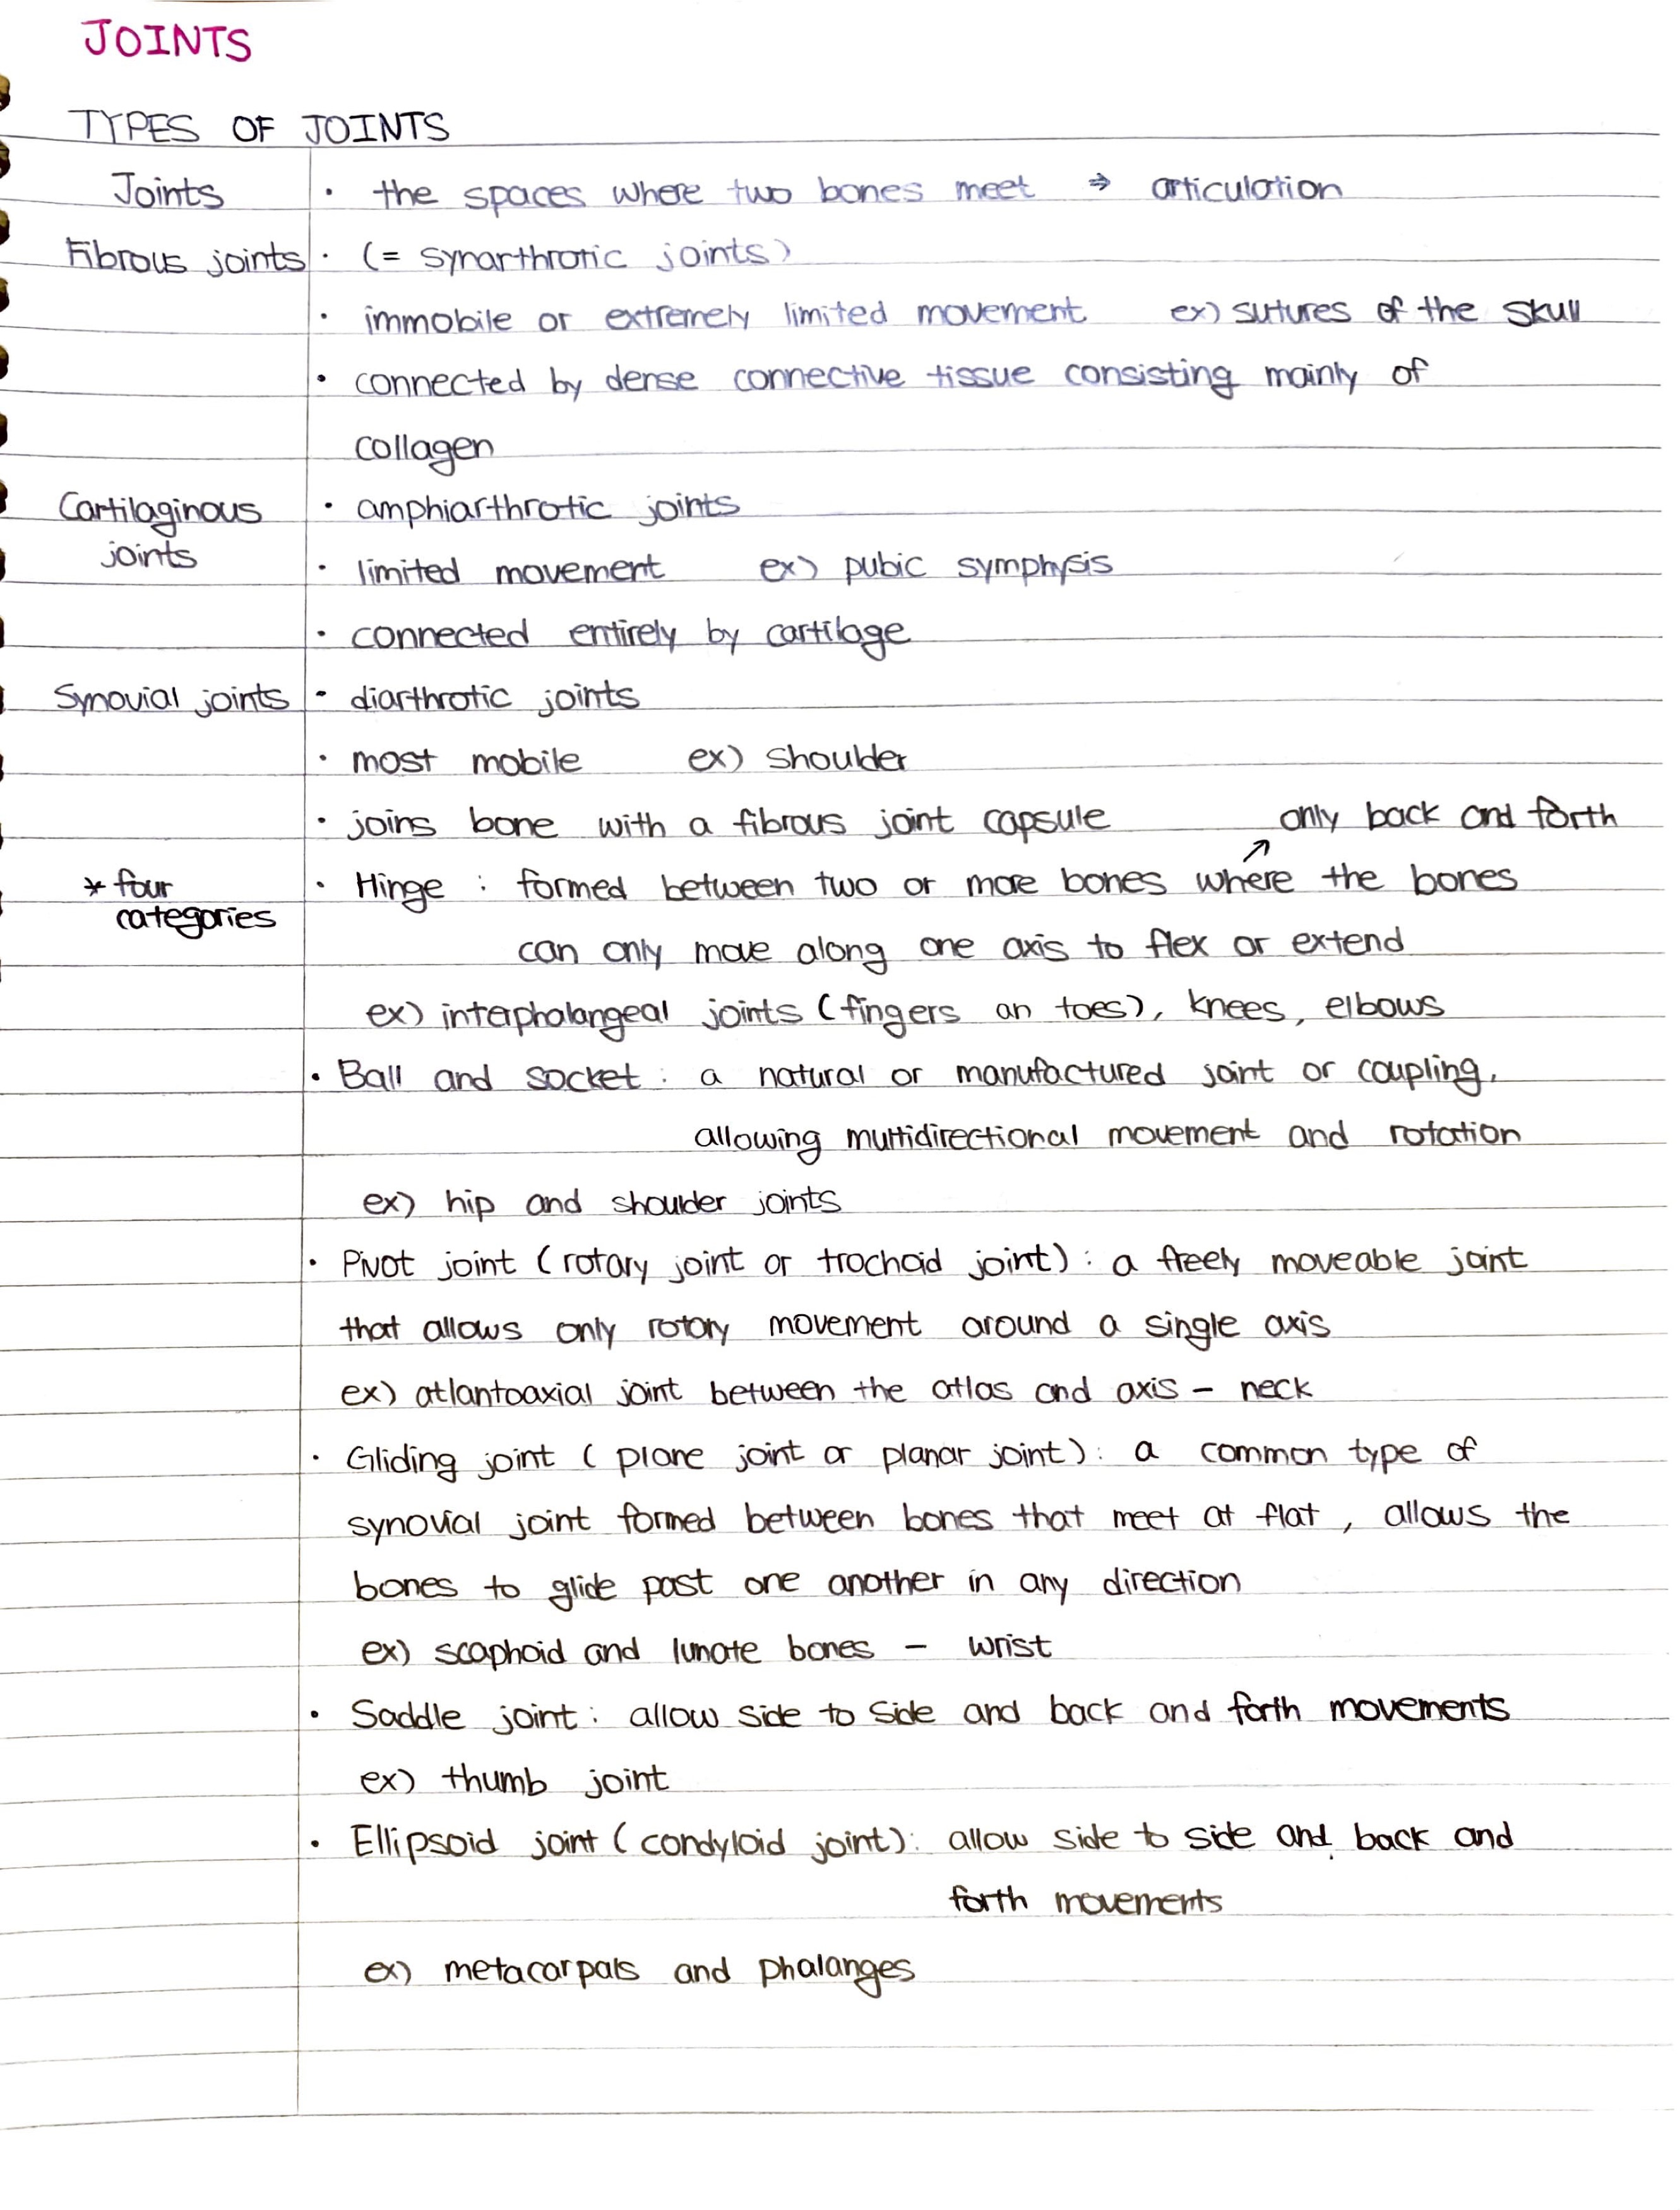 JOINTS
TYPES OF JOINTS
Joints · the spaces where two bones meet ⇒ articulation
Fibrous joints · (= synarthrotic joints)
· immobile or extremely limited movement ex) sutures of the skull
· connected by dense connective tissue consisting mainly of
collagen
Cartilaginous joints · amphiarthrotic joints
· limited movement ex) pubic symphysis
· connected entirely by cartilage
Synovial joints · diarthrotic joints
· most mobile ex) shoulder
· joins bone with a fibrous joint capsule only back and forth
* four categories · Hinge : formed between two or more bones where ↗ the bones
can only move along one axis to flex or extend
ex) interphalangeal joints (fingers an toes), knees, elbows
· Ball and socket : a natural or manufactured joint or coupling,
allowing multidirectional movement and rotation
ex) hip and shoulder joints
· Pivot joint (rotary joint or trochoid joint) : a freely moveable joint
that allows only rotory movement around a single axis
ex) atlantoaxial joint between the atlas and axis – neck
· Gliding joint ( plane joint or planar joint) : a common type of
synovial joint formed between bones that meet at flat , allows the
bones to glide past one another in any direction
ex) scaphoid and lunate bones – wrist
· Saddle joint : allow side to side and back and forth movements
ex) thumb joint
· Ellipsoid joint ( condyloid joint) : allow side to side and back and
forth movements
ex) metacarpals and phalanges